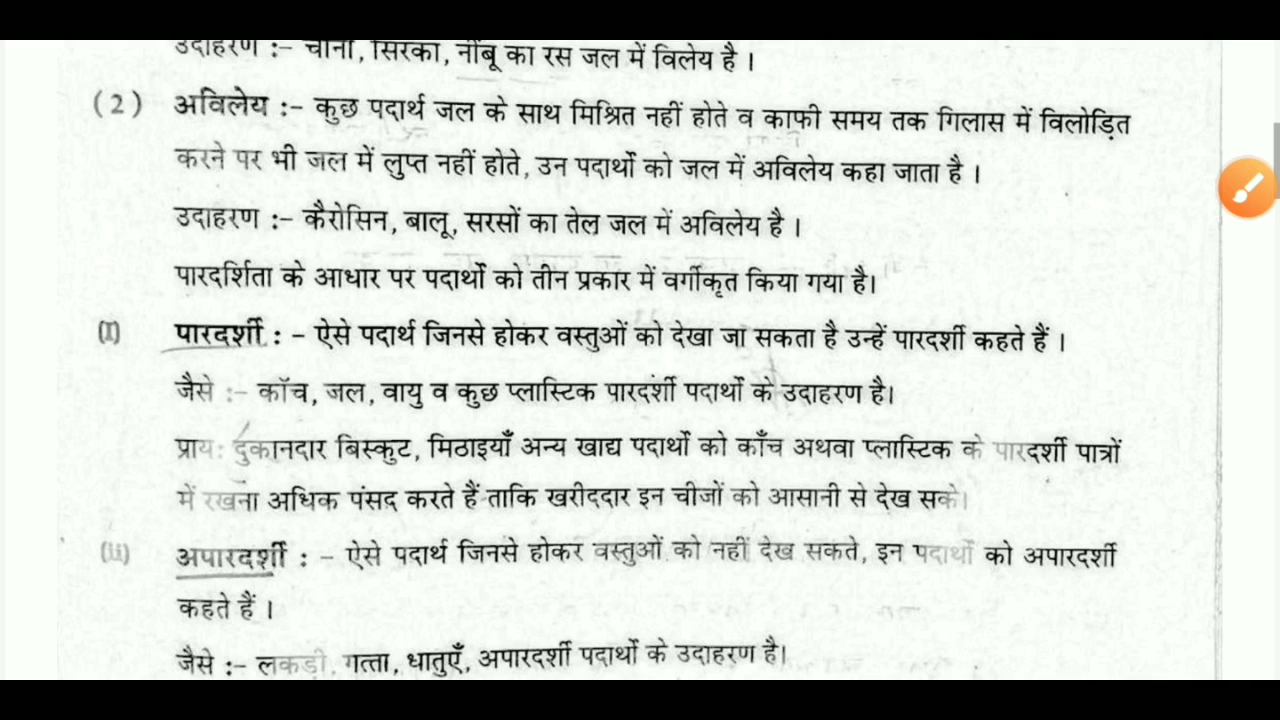 उदाहरण :- चीनी, सिरका, नींबू का रस जल में विलेय है ।
(2) अविलेय :- कुछ पदार्थ जल के साथ मिश्रित नहीं होते व काफी समय तक गिलास में विलोड़ित
करने पर भी जल में लुप्त नहीं होते, उन पदार्थो को जल में अविलेय कहा जाता है ।
उदाहरण :- कैरोसिन, बालू, सरसों का तेल जल में अविलेय है ।
पारदर्शिता के आधार पर पदार्थों को तीन प्रकार में वर्गीकृत किया गया है।
(I) पारदर्शी : - ऐसे पदार्थ जिनसे होकर वस्तुओं को देखा जा सकता है उन्हें पारदर्शी कहते हैं ।
जैसे :- कॉच, जल, वायु व कुछ प्लास्टिक पारदर्शी पदार्थो के उदाहरण है।
प्रायः दुकानदार बिस्कुट, मिठाइयाँ अन्य खाद्य पदार्थो को काँच अथवा प्लास्टिक के पारदर्शी पात्रों
में रखना अधिक पंसद करते हैं ताकि खरीददार इन चीजों को आसानी से देख सके।
(ii) अपारदर्शी : - ऐसे पदार्थ जिनसे होकर वस्तुओं को नहीं देख सकते, इन पदार्थो को अपारदर्शी
कहते हैं ।
जैसे :- लकड़ी, गत्ता, धातुएँ, अपारदर्शी पदार्थो के उदाहरण है।